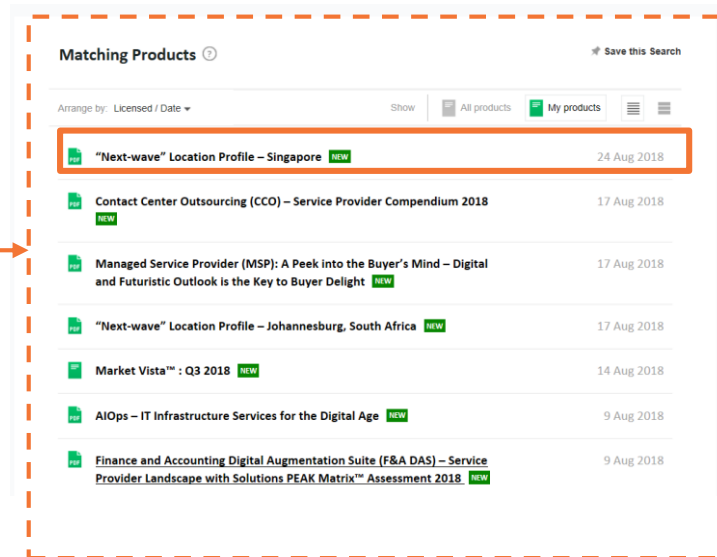 Matching Products ?
Save this Search
Arrange by: Licensed / Date
Show All products My products
PDF "Next-wave" Location Profile – Singapore NEW 24 Aug 2018
PDF Contact Center Outsourcing (CCO) – Service Provider Compendium 2018 17 Aug 2018
NEW
PDF Managed Service Provider (MSP): A Peek into the Buyer's Mind – Digital 17 Aug 2018
and Futuristic Outlook is the Key to Buyer Delight NEW
PDF "Next-wave" Location Profile – Johannesburg, South Africa NEW 17 Aug 2018
Market Vista™ : Q3 2018 NEW 14 Aug 2018
PDF AIOps – IT Infrastructure Services for the Digital Age NEW 9 Aug 2018
PDF Finance and Accounting Digital Augmentation Suite (F&A DAS) – Service 9 Aug 2018
Provider Landscape with Solutions PEAK Matrix™ Assessment 2018 NEW